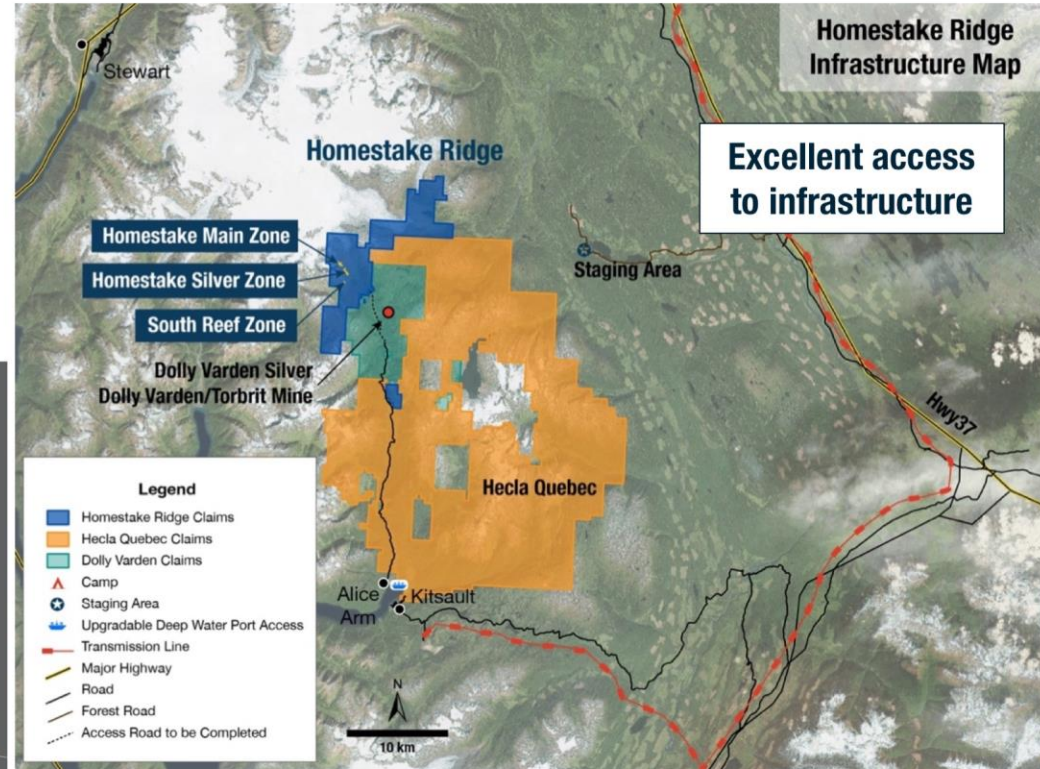 Homestake Ridge
Infrastructure Map
Stewart
Excellent access
to infrastructure
Homestake Ridge
Homestake Main Zone
Homestake Silver Zone
South Reef Zone
Staging Area
Dolly Varden Silver
Dolly Varden/Torbrit Mine
Hwy37
Hecla Quebec
Legend
Homestake Ridge Claims
Hecla Quebec Claims
Dolly Varden Claims
Camp
Staging Area
Upgradable Deep Water Port Access
Transmission Line
Major Highway
Road
Forest Road
Access Road to be Completed
Alice
Arm
Kitsault
N
10 km